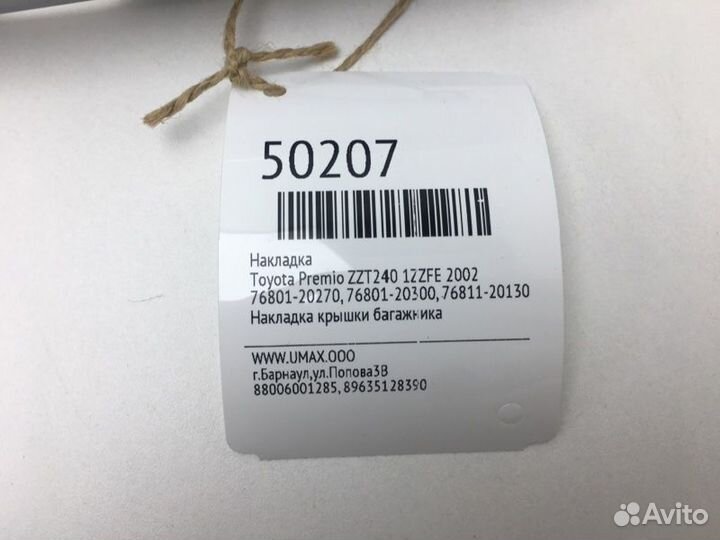 50207
Накладка
Toyota Premio ZZT240 1ZZFE 2002
76801-20270, 76801-20300, 76811-20130
Накладка крышки багажника
WWW.UMAX.OOO
г.Барнаул,ул.Попова3В
88006001285, 89635128390
Avito